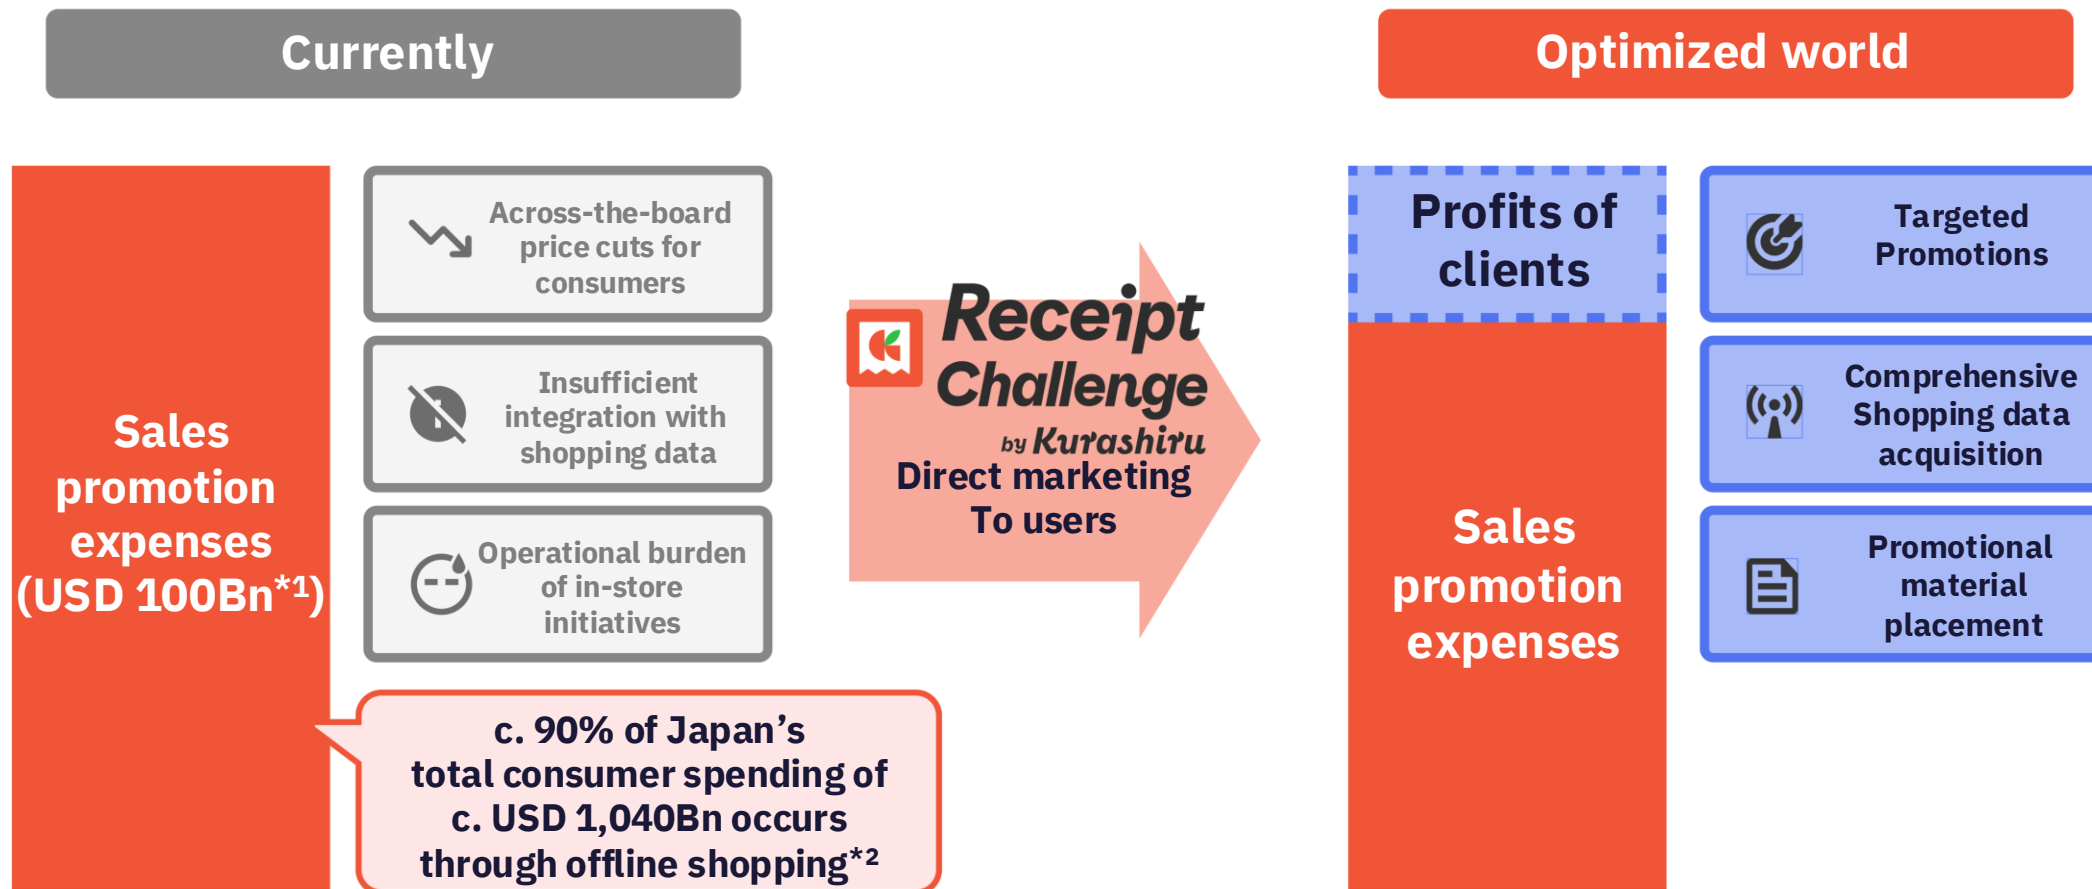 Currently
Optimized world
Sales
promotion
expenses
(USD 100Bn*1)
Across-the-board
price cuts for
consumers
Insufficient
integration with
shopping data
Operational burden
of in-store
initiatives
c. 90% of Japan’s
total consumer spending of
c. USD 1,040Bn occurs
through offline shopping*2
Receipt
Challenge
by Kurashiru
Direct marketing
To users
Profits of
clients
Sales
promotion
expenses
Targeted
Promotions
Comprehensive
Shopping data
acquisition
Promotional
material
placement